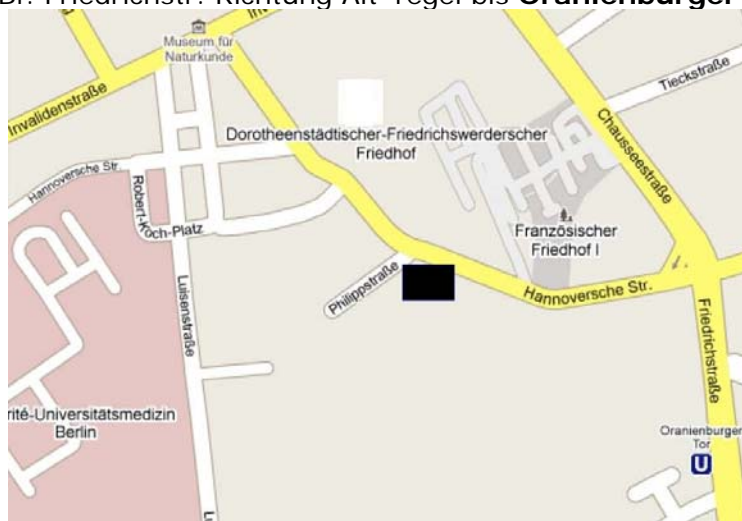 Br. Friedrichstr. Richtung Alt-Tegel bis Oranienburger
Museum für
Naturkunde
Invalidenstraße
Tieckstraße
Chausseestraße
Dorotheenstädtischer-Friedrichswerderscher
Friedhof
Hannoversche Str.
Robert-Koch-Platz
Französischer
Friedhof I
Philippstraße
Hannoversche Str.
Luisenstraße
Friedrichstraße
rité-Universitätsmedizin
Berlin
Oranienburger
Tor
U